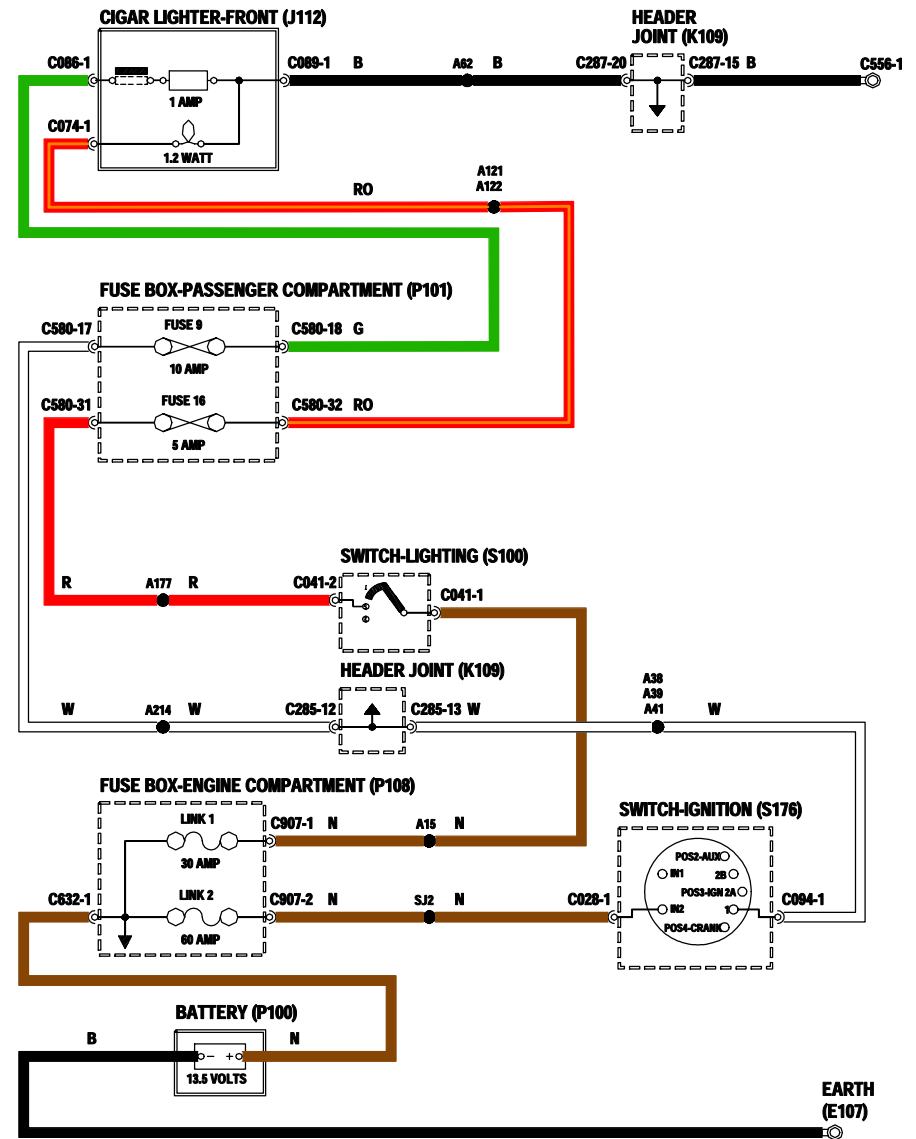 CIGAR LIGHTER-FRONT (J112)
HEADER
JOINT (K109)
C086-1
C089-1 B
A62 B
C287-20
C287-15 B
C556-1
1 AMP
C074-1
1.2 WATT
A121
A122
RO
FUSE BOX-PASSENGER COMPARTMENT (P101)
C580-17
FUSE 9
C580-18 G
10 AMP
C580-31
FUSE 16
C580-32 RO
5 AMP
SWITCH-LIGHTING (S100)
R
A177 R
C041-2
1
2
C041-1
HEADER JOINT (K109)
A38
A39
A41
W
A214 W
C285-12
C285-13 W
W
FUSE BOX-ENGINE COMPARTMENT (P108)
SWITCH-IGNITION (S176)
LINK 1
C907-1 N
A15 N
30 AMP
POS2-AUX
IN1
2B
LINK 2
POS3-IGN 2A
C632-1
C907-2 N
SJ2 N
C028-1
IN2
1
C094-1
POS4-CRANK
60 AMP
BATTERY (P100)
B
N
- +
13.5 VOLTS
EARTH
(E107)